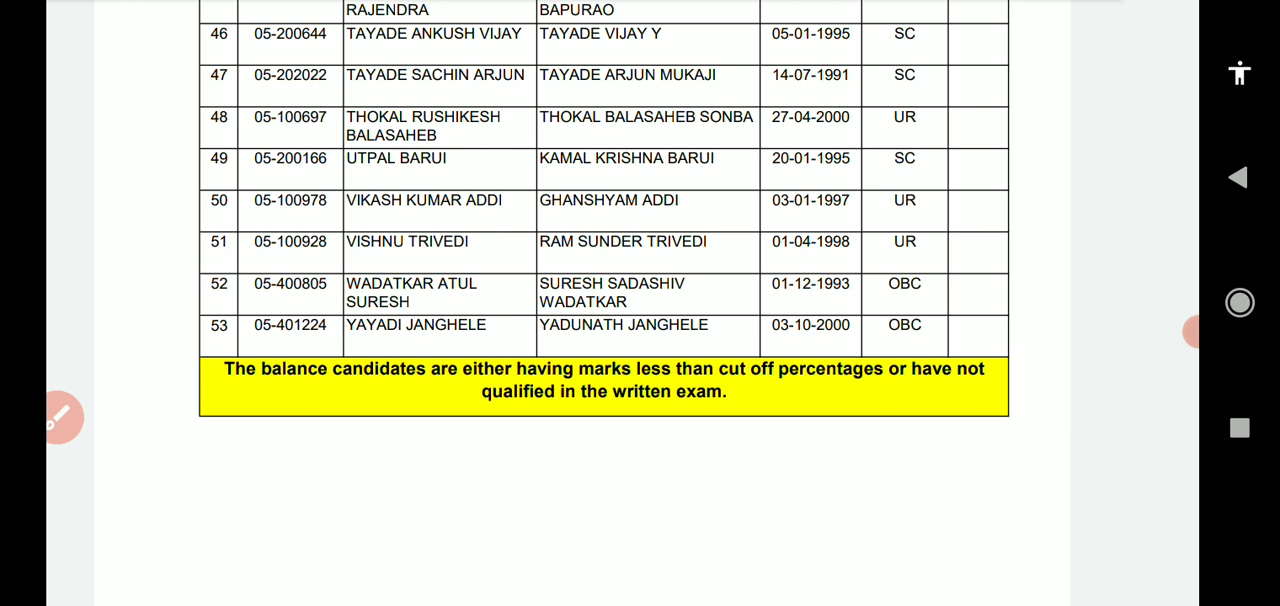 RAJENDRA BAPURAO
46 05-200644 TAYADE ANKUSH VIJAY TAYADE VIJAY Y 05-01-1995 SC
47 05-202022 TAYADE SACHIN ARJUN TAYADE ARJUN MUKAJI 14-07-1991 SC
48 05-100697 THOKAL RUSHIKESH THOKAL BALASAHEB SONBA 27-04-2000 UR
BALASAHEB
49 05-200166 UTPAL BARUI KAMAL KRISHNA BARUI 20-01-1995 SC
50 05-100978 VIKASH KUMAR ADDI GHANSHYAM ADDI 03-01-1997 UR
51 05-100928 VISHNU TRIVEDI RAM SUNDER TRIVEDI 01-04-1998 UR
52 05-400805 WADATKAR ATUL SURESH SADASHIV 01-12-1993 OBC
SURESH WADATKAR
53 05-401224 YAYADI JANGHELE YADUNATH JANGHELE 03-10-2000 OBC
The balance candidates are either having marks less than cut off percentages or have not
qualified in the written exam.